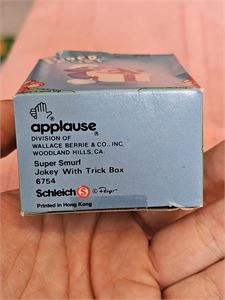 applause®
DIVISION OF
WALLACE BERRIE & CO., INC.
WOODLAND HILLS, CA.
Super Smurf
Jokey With Trick Box
6754
Schleich S © Peyo
Printed in Hong Kong